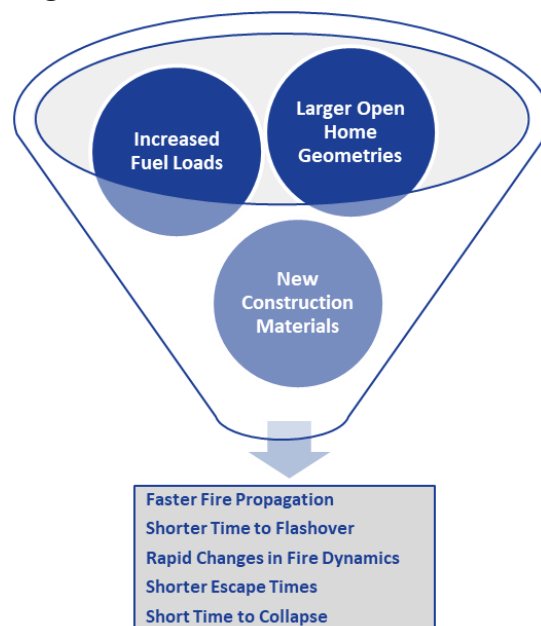 Increased
Fuel Loads
Larger Open
Home
Geometries
New
Construction
Materials
Faster Fire Propagation
Shorter Time to Flashover
Rapid Changes in Fire Dynamics
Shorter Escape Times
Short Time to Collapse